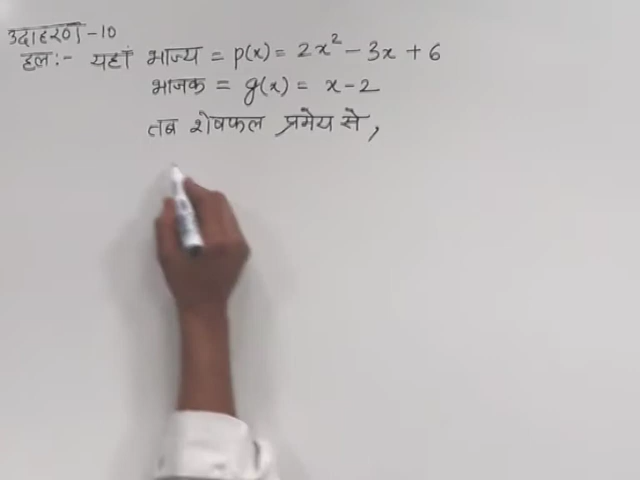 उदाहरण-10
हल:- यहां भाज्य = p(x) = 2x² - 3x + 6
भाजक = g(x) = x - 2
तब शेषफल प्रमेय से,